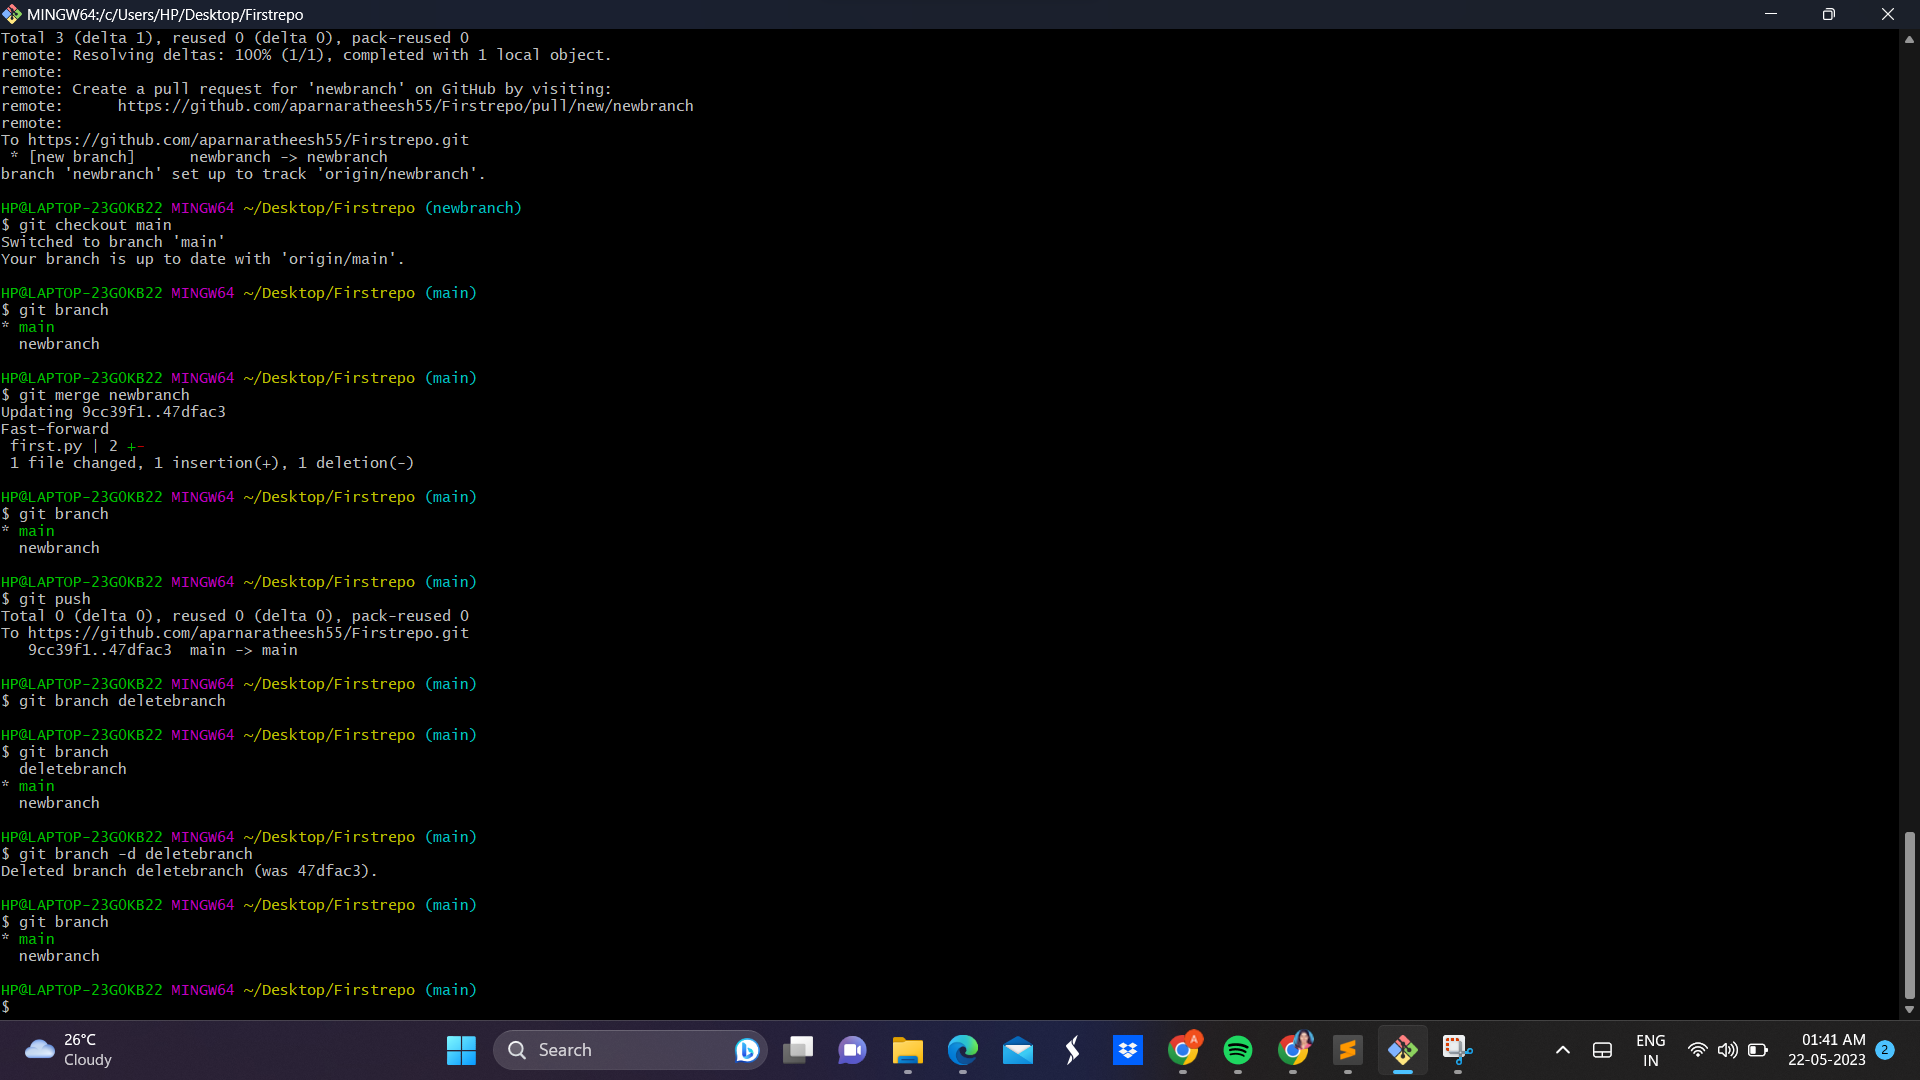 MINGW64:/c/Users/HP/Desktop/Firstrepo
Total 3 (delta 1), reused 0 (delta 0), pack-reused 0
remote: Resolving deltas: 100% (1/1), completed with 1 local object.
remote:
remote: Create a pull request for 'newbranch' on GitHub by visiting:
remote:      https://github.com/aparnaratheesh55/Firstrepo/pull/new/newbranch
remote:
To https://github.com/aparnaratheesh55/Firstrepo.git
 * [new branch]      newbranch -> newbranch
branch 'newbranch' set up to track 'origin/newbranch'.
HP@LAPTOP-23GOKB22 MINGW64 ~/Desktop/Firstrepo (newbranch)
$ git checkout main
Switched to branch 'main'
Your branch is up to date with 'origin/main'.
HP@LAPTOP-23GOKB22 MINGW64 ~/Desktop/Firstrepo (main)
$ git branch
* main
  newbranch
HP@LAPTOP-23GOKB22 MINGW64 ~/Desktop/Firstrepo (main)
$ git merge newbranch
Updating 9cc39f1..47dfac3
Fast-forward
 first.py | 2 +-
 1 file changed, 1 insertion(+), 1 deletion(-)
HP@LAPTOP-23GOKB22 MINGW64 ~/Desktop/Firstrepo (main)
$ git branch
* main
  newbranch
HP@LAPTOP-23GOKB22 MINGW64 ~/Desktop/Firstrepo (main)
$ git push
Total 0 (delta 0), reused 0 (delta 0), pack-reused 0
To https://github.com/aparnaratheesh55/Firstrepo.git
   9cc39f1..47dfac3  main -> main
HP@LAPTOP-23GOKB22 MINGW64 ~/Desktop/Firstrepo (main)
$ git branch deletebranch
HP@LAPTOP-23GOKB22 MINGW64 ~/Desktop/Firstrepo (main)
$ git branch
  deletebranch
* main
  newbranch
HP@LAPTOP-23GOKB22 MINGW64 ~/Desktop/Firstrepo (main)
$ git branch -d deletebranch
Deleted branch deletebranch (was 47dfac3).
HP@LAPTOP-23GOKB22 MINGW64 ~/Desktop/Firstrepo (main)
$ git branch
* main
  newbranch
HP@LAPTOP-23GOKB22 MINGW64 ~/Desktop/Firstrepo (main)
$
26°C
Cloudy
Search
A
ENG
IN
01:41 AM
22-05-2023
2